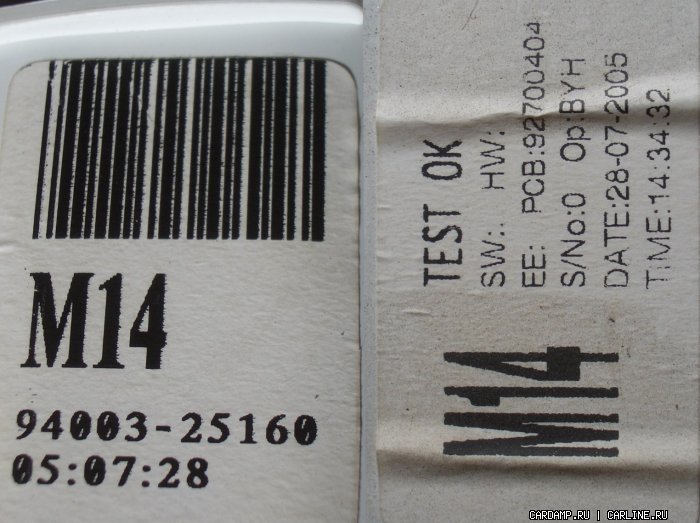 M14
94003-25160
05:07:28
TEST OK
SW:. HW:.
EE: PCB:92700404
S/No:0 Op:BYH
DATE:28-07-2005
TIME:14:34:32
M14
CARDAMP.RU | CARLINE.RU